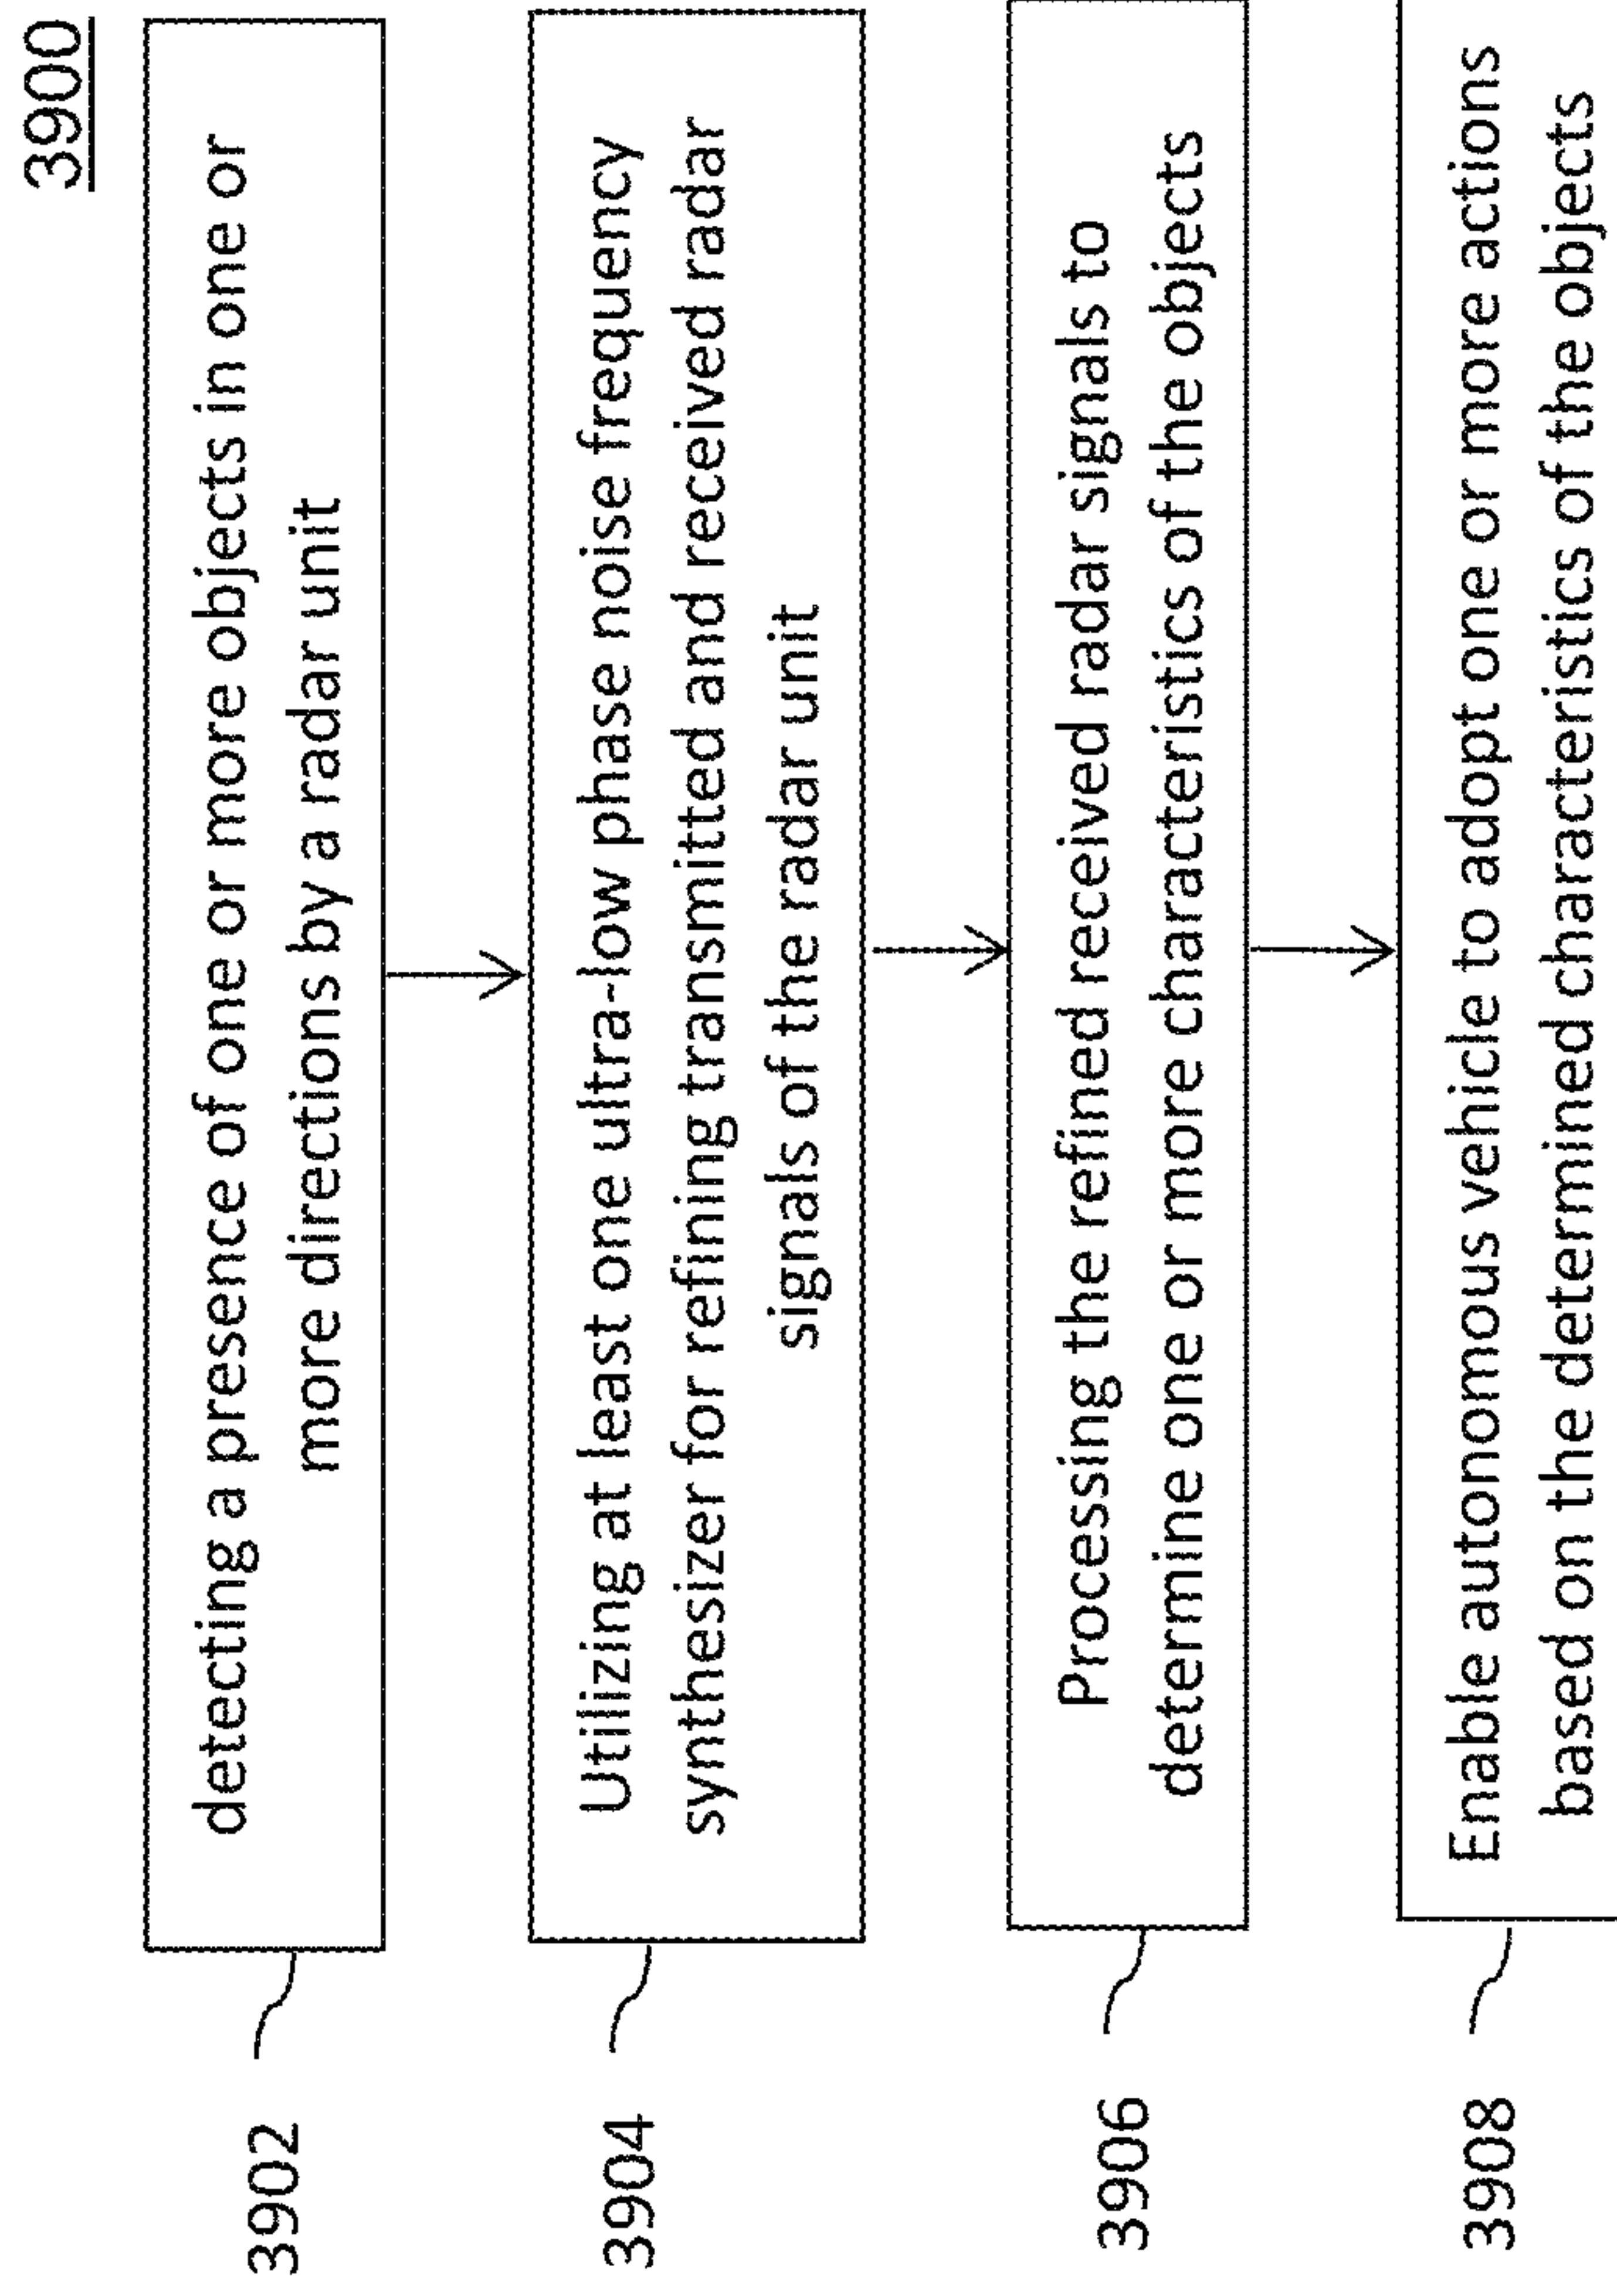 3900
3902
detecting a presence of one or more objects in one or
more directions by a radar unit
3904
Utilizing at least one ultra-low phase noise frequency
synthesizer for refining transmitted and received radar
signals of the radar unit
3906
Processing the refined received radar signals to
determine one or more characteristics of the objects
3908
Enable autonomous vehicle to adopt one or more actions
based on the determined characteristics of the objects